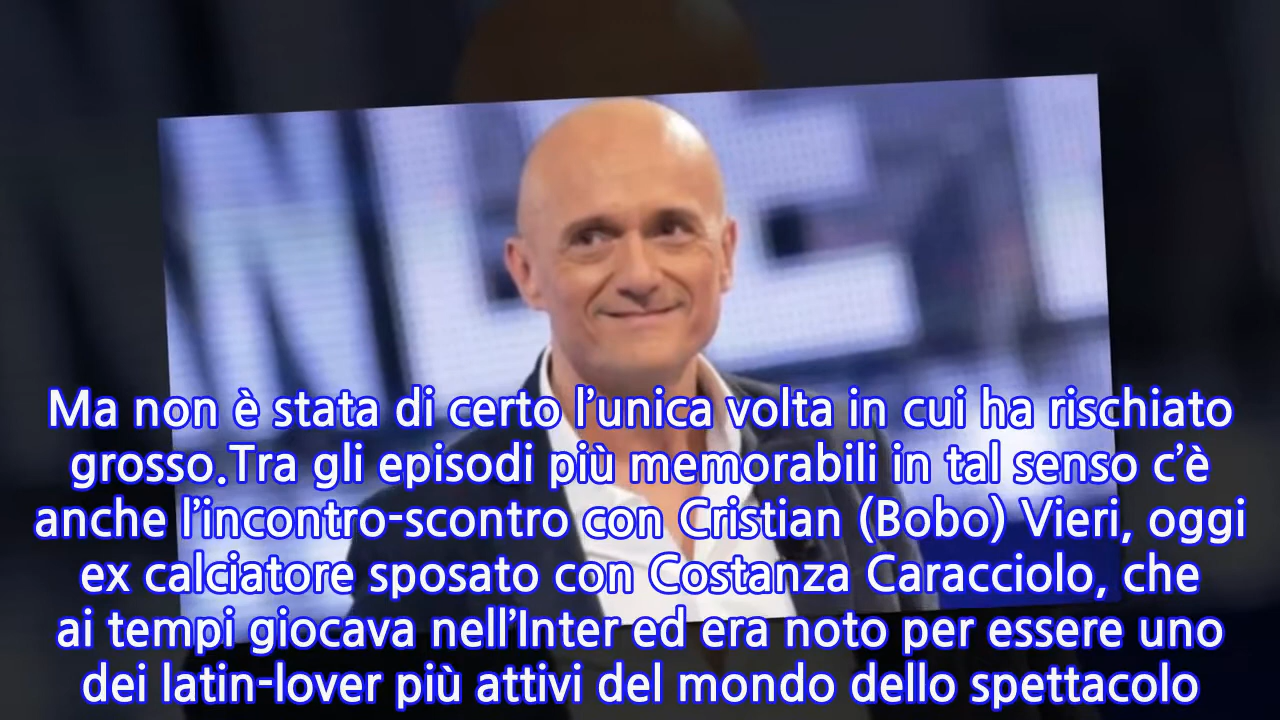 Ma non è stata di certo l'unica volta in cui ha rischiato
grosso.Tra gli episodi più memorabili in tal senso c'è
anche l'incontro-scontro con Cristian (Bobo) Vieri, oggi
ex calciatore sposato con Costanza Caracciolo, che
ai tempi giocava nell'Inter ed era noto per essere uno
dei latin-lover più attivi del mondo dello spettacolo